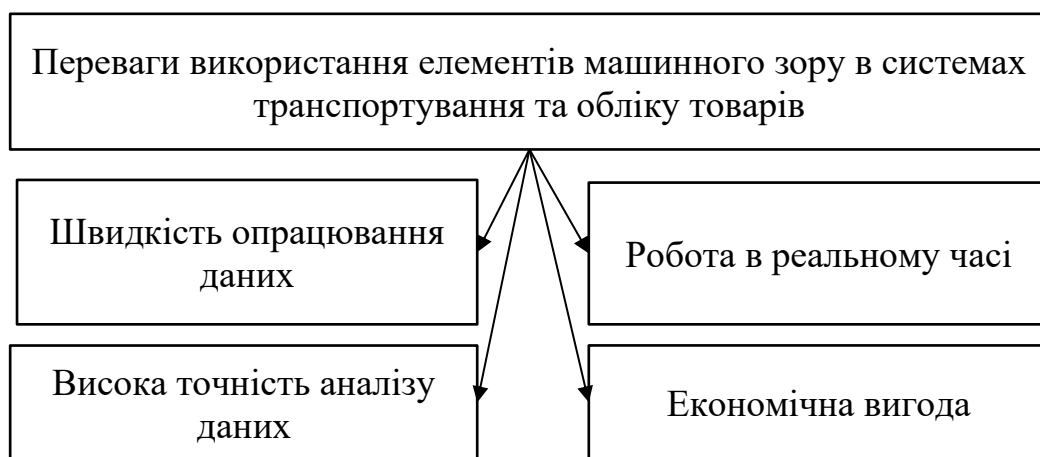 Переваги використання елементів машинного зору в системах
транспортування та обліку товарів
Швидкість опрацювання
даних
Робота в реальному часі
Висока точність аналізу
даних
Економічна вигода